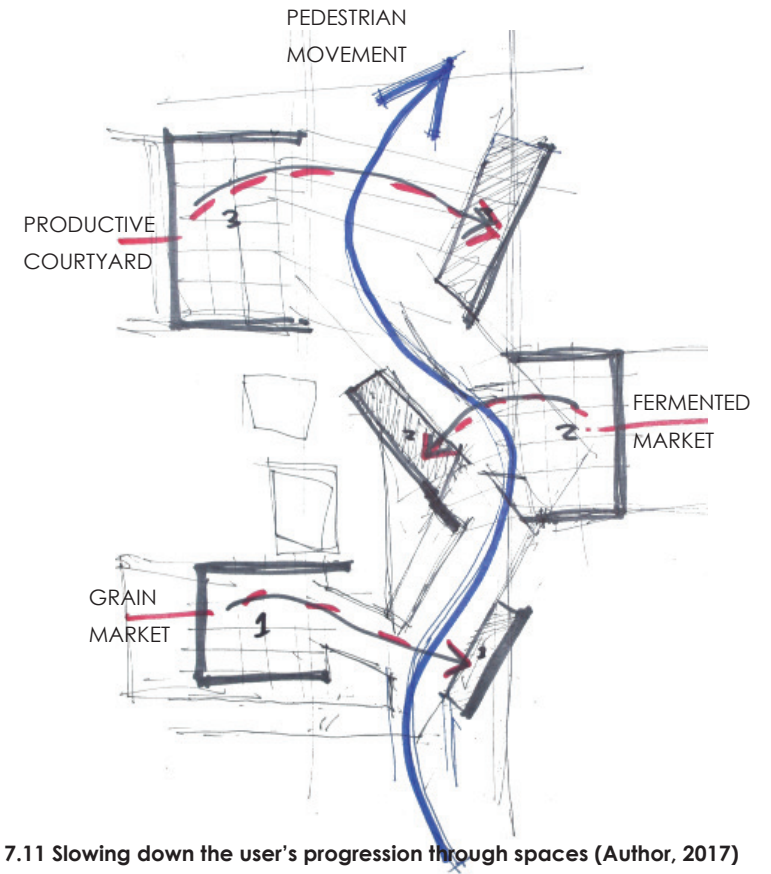 PEDESTRIAN
MOVEMENT
3
PRODUCTIVE
COURTYARD
FERMENTED
MARKET
2
GRAIN
MARKET
1
7.11 Slowing down the user's progression through spaces (Author, 2017)